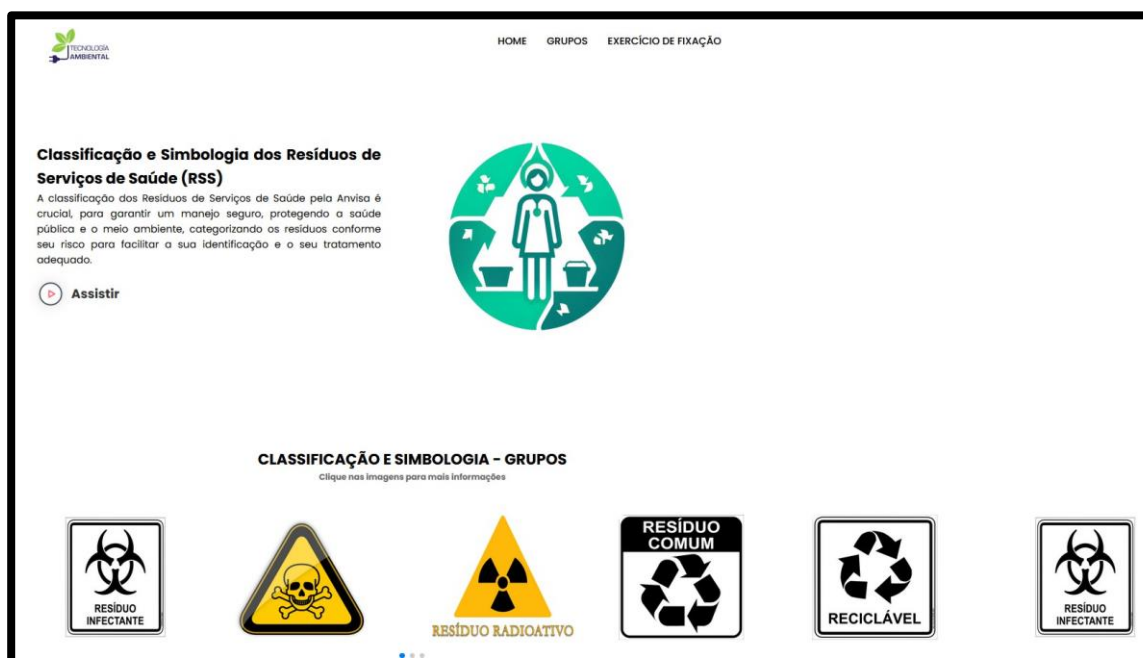 TECNOLOGÍA
AMBIENTAL
HOME GRUPOS EXERCÍCIO DE FIXAÇÃO
Classificação e Simbologia dos Resíduos de
Serviços de Saúde (RSS)
A classificação dos Resíduos de Serviços de Saúde pela Anvisa é
crucial, para garantir um manejo seguro, protegendo a saúde
pública e o meio ambiente, categorizando os resíduos conforme
seu risco para facilitar a sua identificação e o seu tratamento
adequado.
Assistir
CLASSIFICAÇÃO E SIMBOLOGIA - GRUPOS
Clique nas imagens para mais informações
RESÍDUO
INFECTANTE
RESÍDUO RADIOATIVO
RESÍDUO
COMUM
RECICLÁVEL
RESÍDUO
INFECTANTE